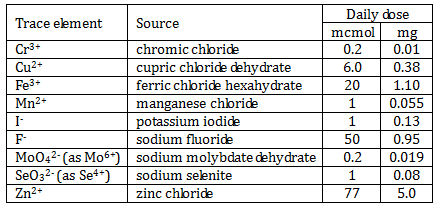 Trace element Source Daily dose
mcmol mg
Cr3+ chromic chloride 0.2 0.01
Cu2+ cupric chloride dehydrate 6.0 0.38
Fe3+ ferric chloride hexahydrate 20 1.10
Mn2+ manganese chloride 1 0.055
I- potassium iodide 1 0.13
F- sodium fluoride 50 0.95
MoO42- (as Mo6+) sodium molybdate dehydrate 0.2 0.019
SeO32- (as Se4+) sodium selenite 1 0.08
Zn2+ zinc chloride 77 5.0